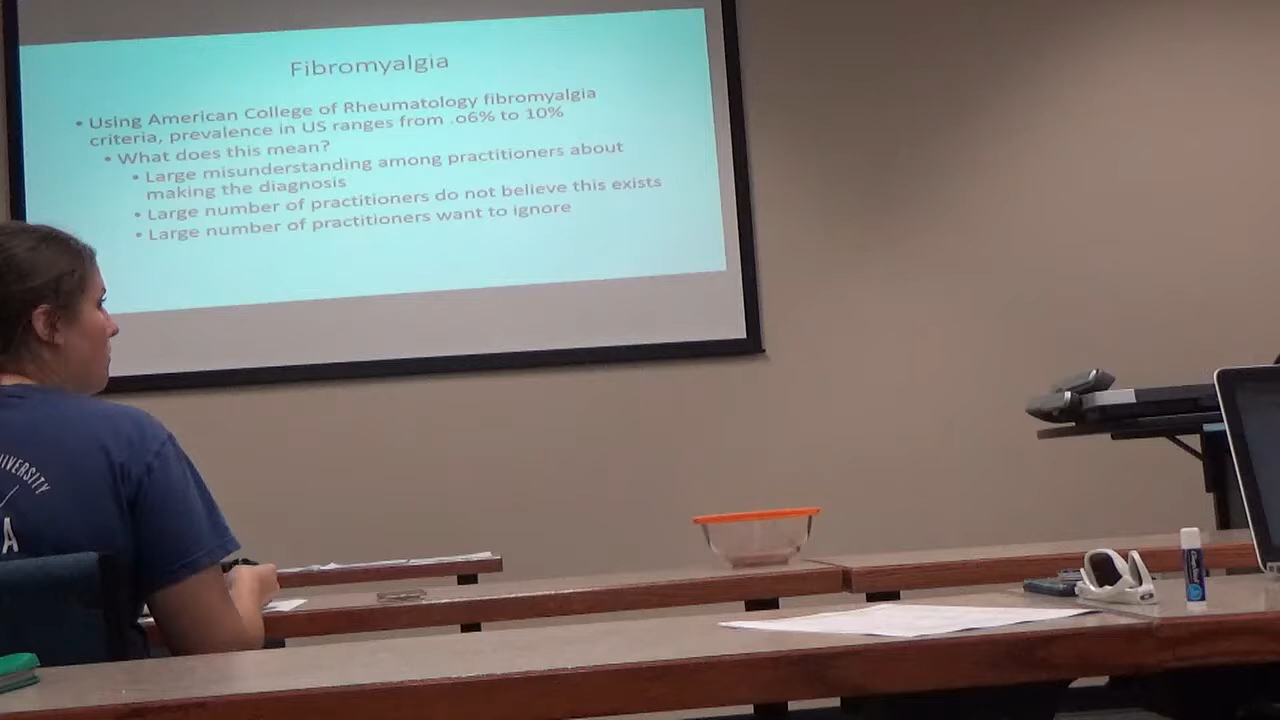 Fibromyalgia
• Using American College of Rheumatology fibromyalgia
criteria, prevalence in US ranges from .o6% to 10%
• What does this mean?
• Large misunderstanding among practitioners about
making the diagnosis
• Large number of practitioners do not believe this exists
• Large number of practitioners want to ignore
IVERSITY
A